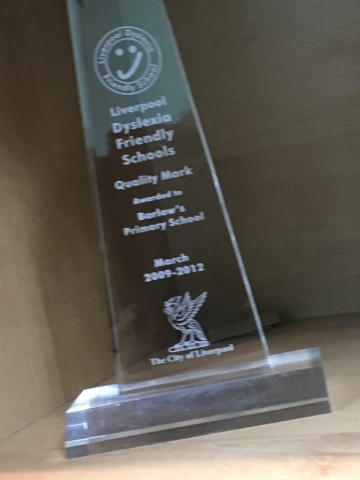 Liverpool Dyslexia
Friendly School
Liverpool
Dyslexia
Friendly
Schools
Quality Mark
Awarded to
Barlow's
Primary School
March
2009-2012
The City of Liverpool